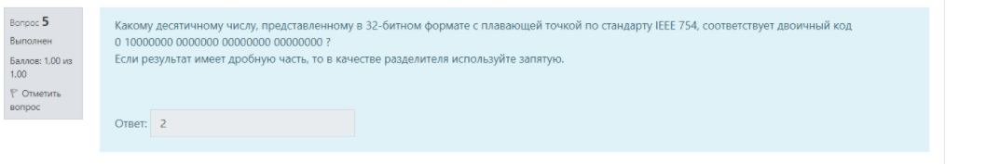 Вопрос 5
Выполнен
Баллов: 1,00 из
1,00
Отметить
вопрос
Какому десятичному числу, представленному в 32-битном формате с плавающей точкой по стандарту IEEE 754, соответствует двоичный код
0 10000000 0000000 00000000 00000000 ?
Если результат имеет дробную часть, то в качестве разделителя используйте запятую.
Ответ: 2